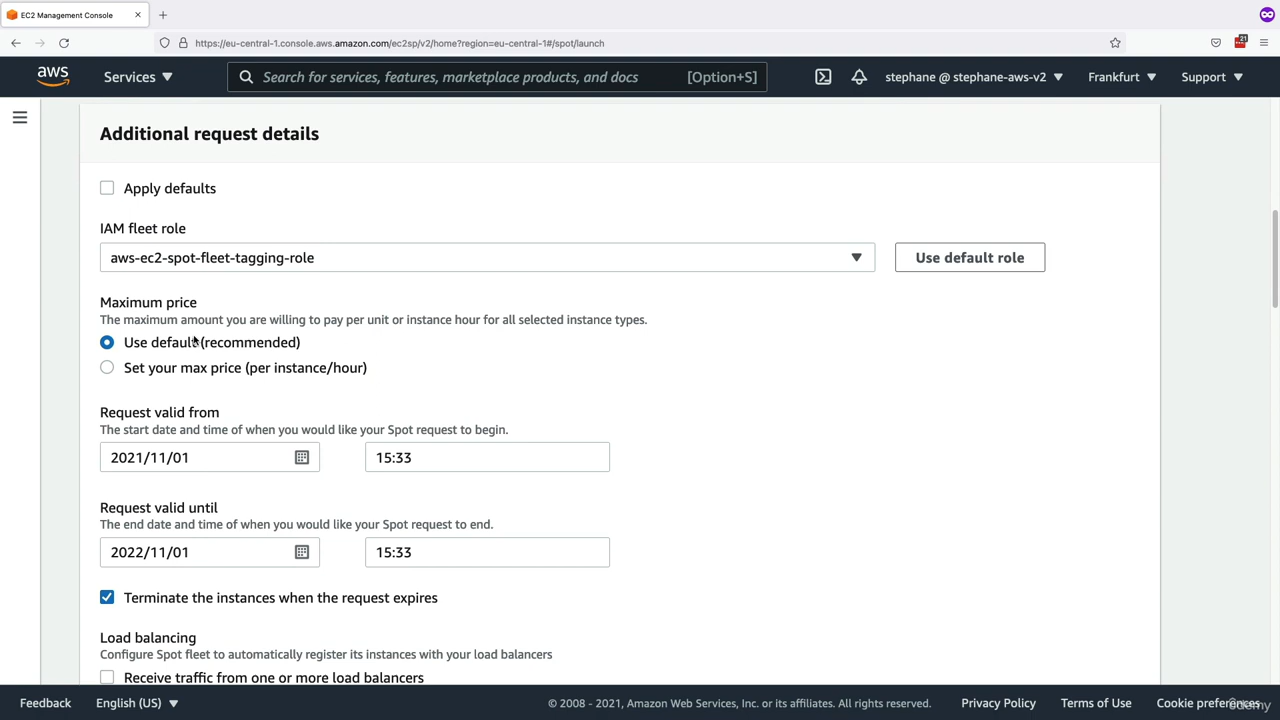 EC2 Management Console
https://eu-central-1.console.aws.amazon.com/ec2sp/v2/home?region=eu-central-1#/spot/launch
21
aws
Services
Search for services, features, marketplace products, and docs
[Option+S]
stephane @ stephane-aws-v2
Frankfurt
Support
Additional request details
Apply defaults
IAM fleet role
aws-ec2-spot-fleet-tagging-role
Use default role
Maximum price
The maximum amount you are willing to pay per unit or instance hour for all selected instance types.
Use default (recommended)
Set your max price (per instance/hour)
Request valid from
The start date and time of when you would like your Spot request to begin.
2021/11/01
15:33
Request valid until
The end date and time of when you would like your Spot request to end.
2022/11/01
15:33
Terminate the instances when the request expires
Load balancing
Configure Spot fleet to automatically register its instances with your load balancers
Receive traffic from one or more load balancers
Feedback
English (US)
© 2008 - 2021, Amazon Web Services, Inc. or its affiliates. All rights reserved.
Privacy Policy
Terms of Use
Cookie preferences
Udemy